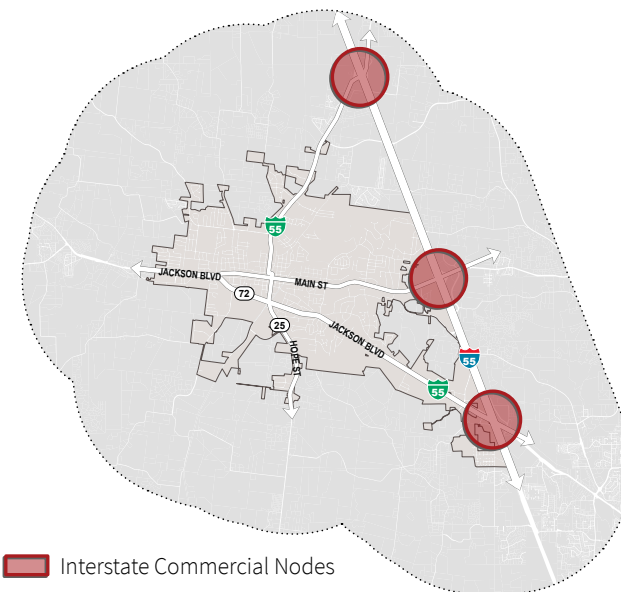 55
JACKSON BLVD
MAIN ST
72
25
JACKSON BLVD
HOPE ST
55
55
Interstate Commercial Nodes